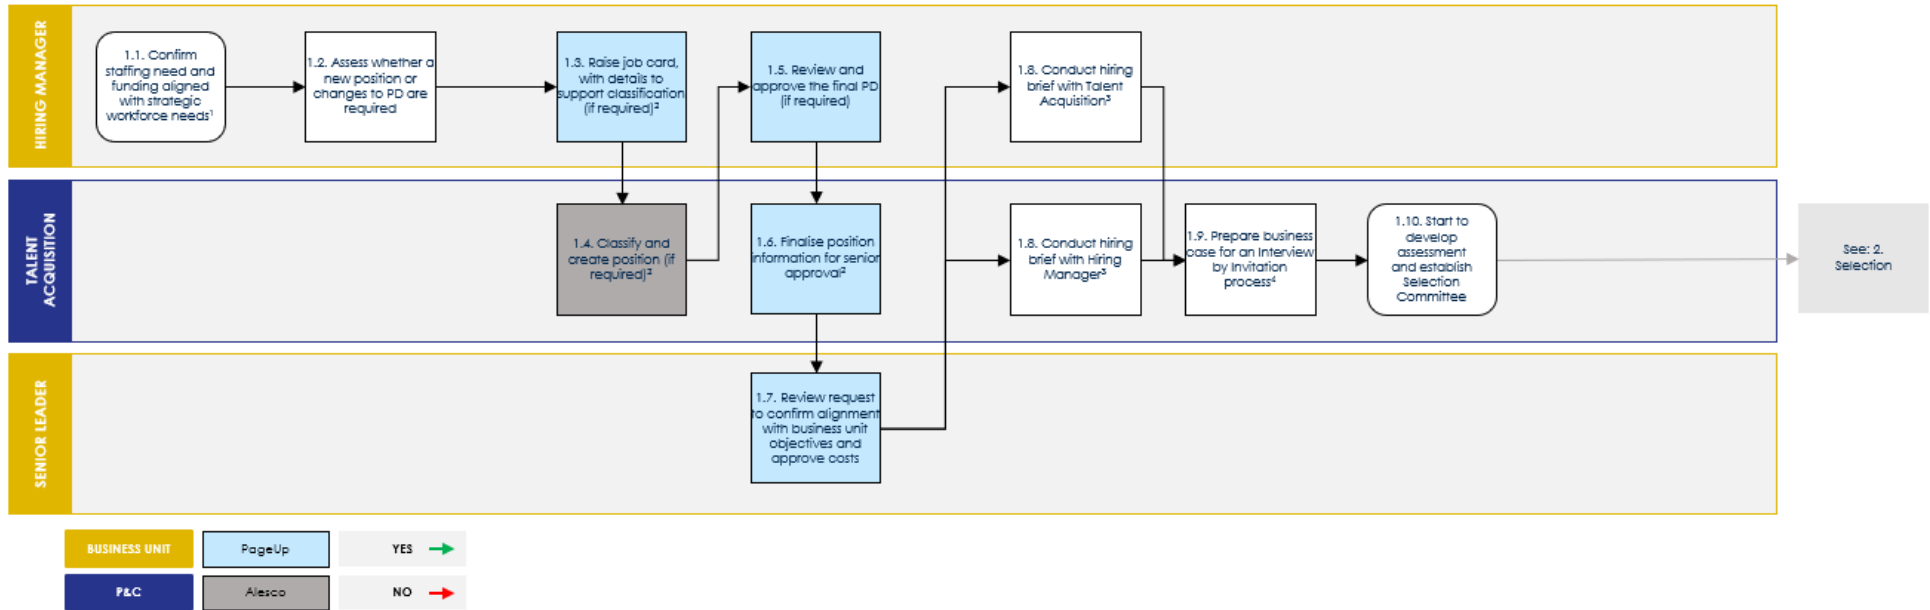 HIRING MANAGER
1.1. Confirm
staffing need and
funding aligned
with strategic
workforce needs¹
1.2. Assess whether a
new position or
changes to PD are
required
1.3. Raise job card,
with details to
support classification
(if required)²
1.5. Review and
approve the final PD
(if required)
1.8. Conduct hiring
brief with Talent
Acquisition³
TALENT
ACQUISITION
1.4. Classify and
create position (if
required)²
1.6. Finalise position
information for senior
approval²
1.8. Conduct hiring
brief with Hiring
Manager³
1.9. Prepare business
case for an Interview
by Invitation
process⁴
1.10. Start to
develop
assessment
and establish
Selection
Committee
See: 2.
Selection
SENIOR LEADER
1.7. Review request
to confirm alignment
with business unit
objectives and
approve costs
BUSINESS UNIT
PageUp
YES
P&C
Alesco
NO